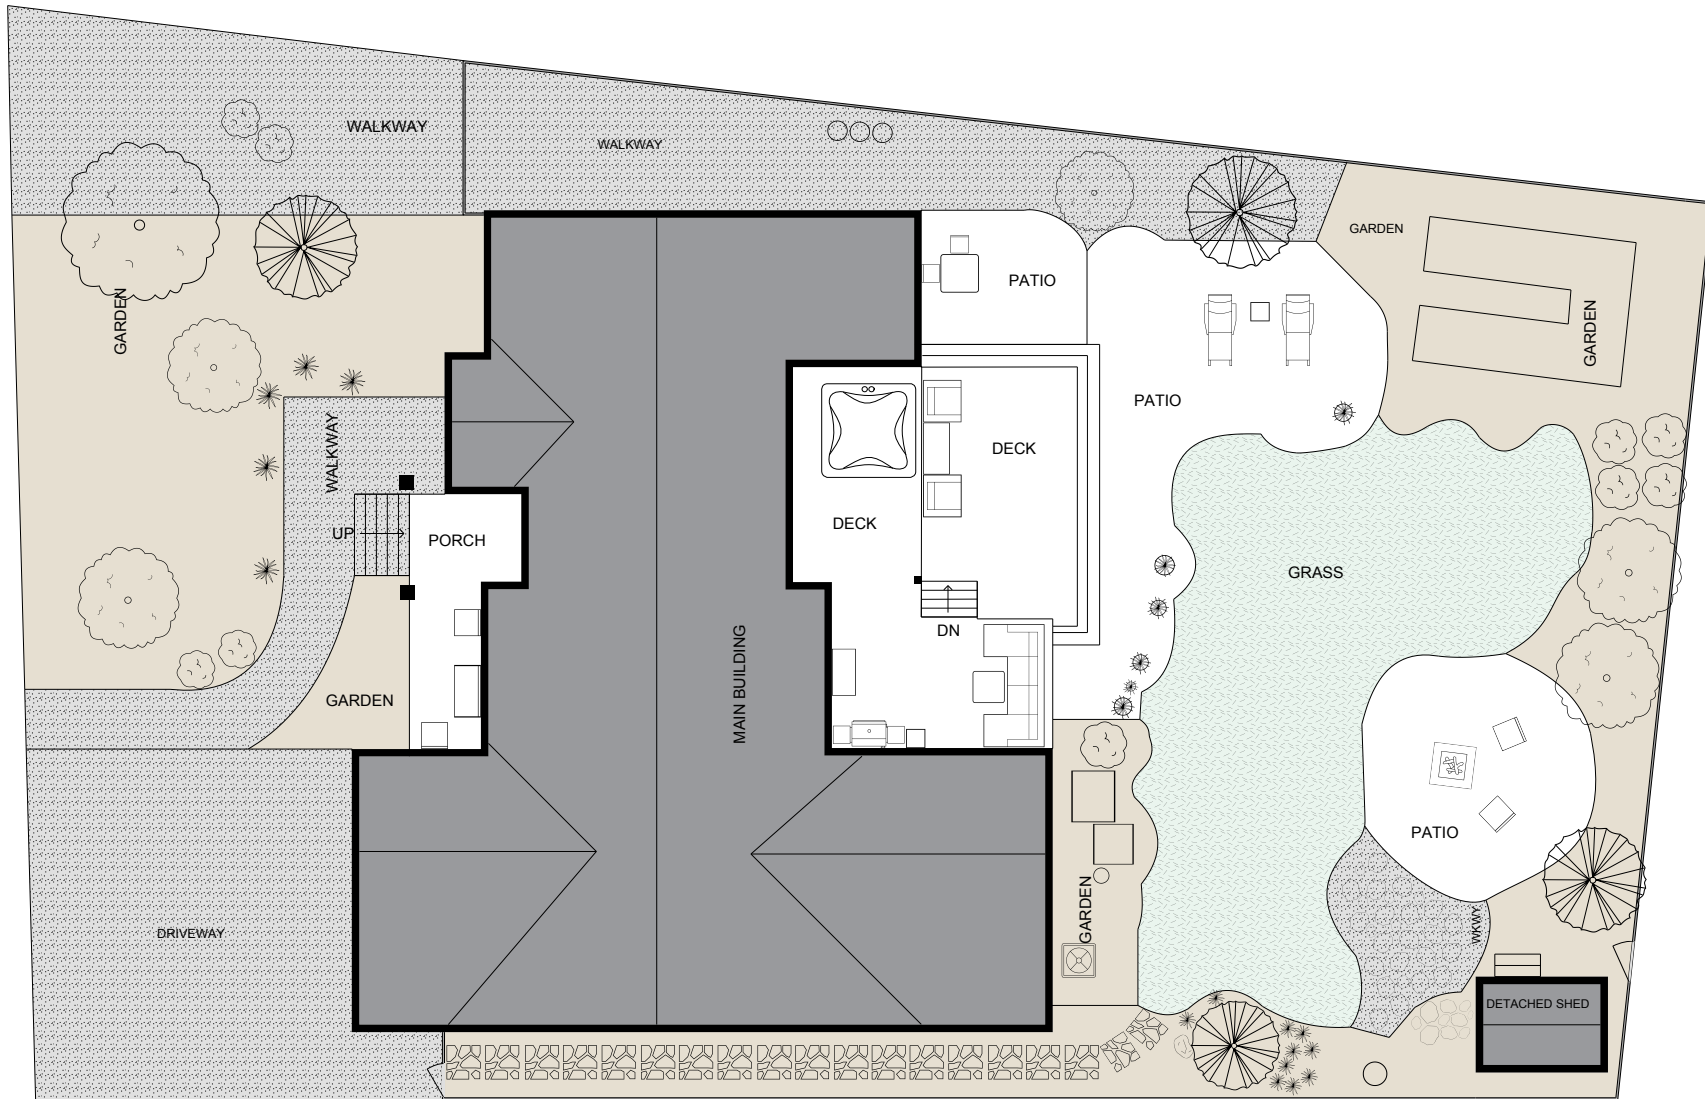 WALKWAY
WALKWAY
GARDEN
GARDEN
PATIO
GARDEN
PATIO
WALKWAY
DECK
DECK
UP
PORCH
GRASS
DN
MAIN BUILDING
GARDEN
PATIO
GARDEN
WKWY
DRIVEWAY
DETACHED SHED